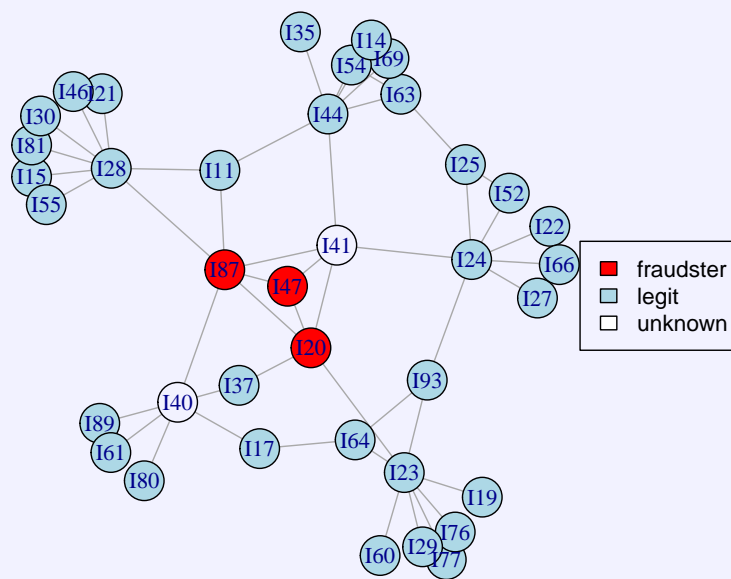 I35
I14
I69
I54
I63
I44
I46
I21
I30
I81
I15
I55
I28
I11
I25
I52
I22
I66
I27
I24
I41
I87
I47
I20
I37
I40
I89
I61
I80
I17
I64
I93
I23
I19
I76
I77
I29
I60
fraudster
legit
unknown